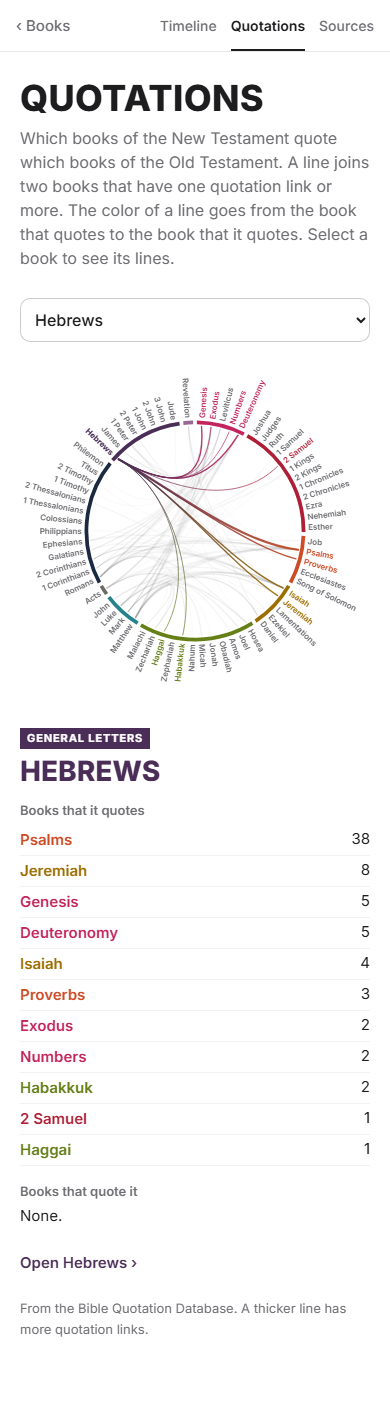 ‹ Books
Timeline
Quotations
Sources
QUOTATIONS
Which books of the New Testament quote
which books of the Old Testament. A line joins
two books that have one quotation link or
more. The color of a line goes from the book
that quotes to the book that it quotes. Select a
book to see its lines.
Hebrews
Genesis
Exodus
Leviticus
Numbers
Deuteronomy
Joshua
Judges
Ruth
1 Samuel
2 Samuel
1 Kings
2 Kings
1 Chronicles
2 Chronicles
Ezra
Nehemiah
Esther
Job
Psalms
Proverbs
Ecclesiastes
Song of Solomon
Isaiah
Jeremiah
Lamentations
Ezekiel
Daniel
Hosea
Joel
Amos
Obadiah
Jonah
Micah
Nahum
Habakkuk
Zephaniah
Haggai
Zechariah
Malachi
Matthew
Mark
Luke
John
Acts
Romans
1 Corinthians
2 Corinthians
Galatians
Ephesians
Philippians
Colossians
1 Thessalonians
2 Thessalonians
1 Timothy
2 Timothy
Titus
Philemon
Hebrews
James
1 Peter
2 Peter
1 John
2 John
3 John
Jude
Revelation
GENERAL LETTERS
HEBREWS
Books that it quotes
Psalms 38
Jeremiah 8
Genesis 5
Deuteronomy 5
Isaiah 4
Proverbs 3
Exodus 2
Numbers 2
Habakkuk 2
2 Samuel 1
Haggai 1
Books that quote it
None.
Open Hebrews ›
From the Bible Quotation Database. A thicker line has
more quotation links.